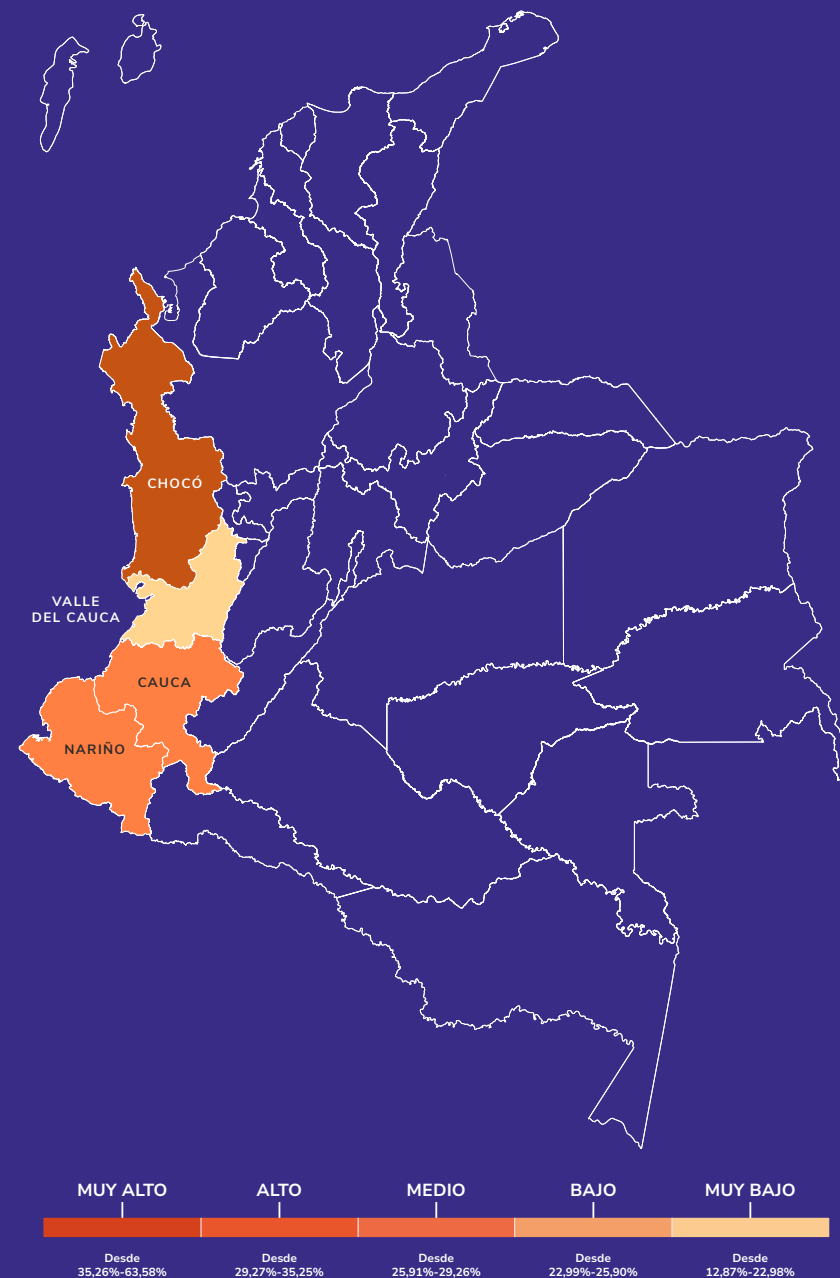 CHOCÓ
VALLE
DEL CAUCA
CAUCA
NARIÑO
MUY ALTO
ALTO
MEDIO
BAJO
MUY BAJO
Desde
35,26%-63,58%
Desde
29,27%-35,25%
Desde
25,91%-29,26%
Desde
22,99%-25,90%
Desde
12,87%-22,98%